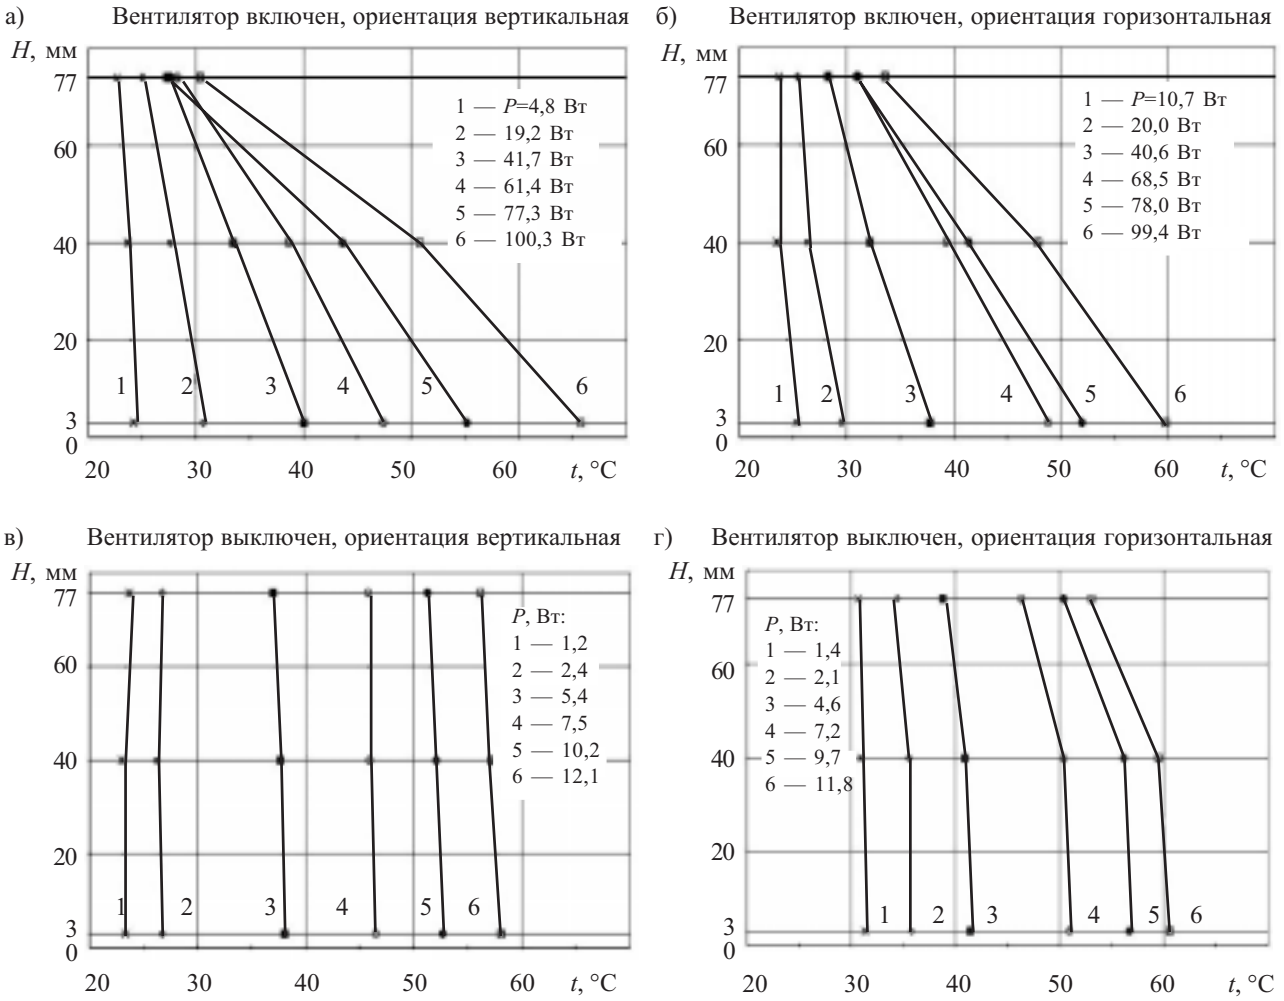 а) Вентилятор включен, ориентация вертикальная
H, мм
77
60
40
20
3
0
20 30 40 50 60 t, °C
1 — P=4,8 Вт
2 — 19,2 Вт
3 — 41,7 Вт
4 — 61,4 Вт
5 — 77,3 Вт
6 — 100,3 Вт
1 2 3 4 5 6
б) Вентилятор включен, ориентация горизонтальная
H, мм
77
60
40
20
3
0
20 30 40 50 60 t, °C
1 — P=10,7 Вт
2 — 20,0 Вт
3 — 40,6 Вт
4 — 68,5 Вт
5 — 78,0 Вт
6 — 99,4 Вт
1 2 3 4 5 6
в) Вентилятор выключен, ориентация вертикальная
H, мм
77
60
40
20
3
0
20 30 40 50 60 t, °C
P, Вт:
1 — 1,2
2 — 2,4
3 — 5,4
4 — 7,5
5 — 10,2
6 — 12,1
1 2 3 4 5 6
г) Вентилятор выключен, ориентация горизонтальная
H, мм
77
60
40
20
3
0
20 30 40 50 60 t, °C
P, Вт:
1 — 1,4
2 — 2,1
3 — 4,6
4 — 7,2
5 — 9,7
6 — 11,8
1 2 3 4 5 6